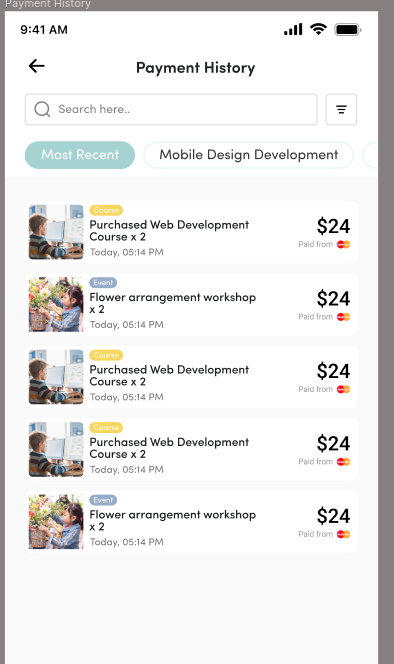 Payment History
9:41 AM
Payment History
Search here..
Most Recent
Mobile Design Development
Course
Purchased Web Development
Course x 2
Today, 05:14 PM
$24
Paid from
Event
Flower arrangement workshop
x 2
Today, 05:14 PM
$24
Paid from
Course
Purchased Web Development
Course x 2
Today, 05:14 PM
$24
Paid from
Course
Purchased Web Development
Course x 2
Today, 05:14 PM
$24
Paid from
Event
Flower arrangement workshop
x 2
Today, 05:14 PM
$24
Paid from